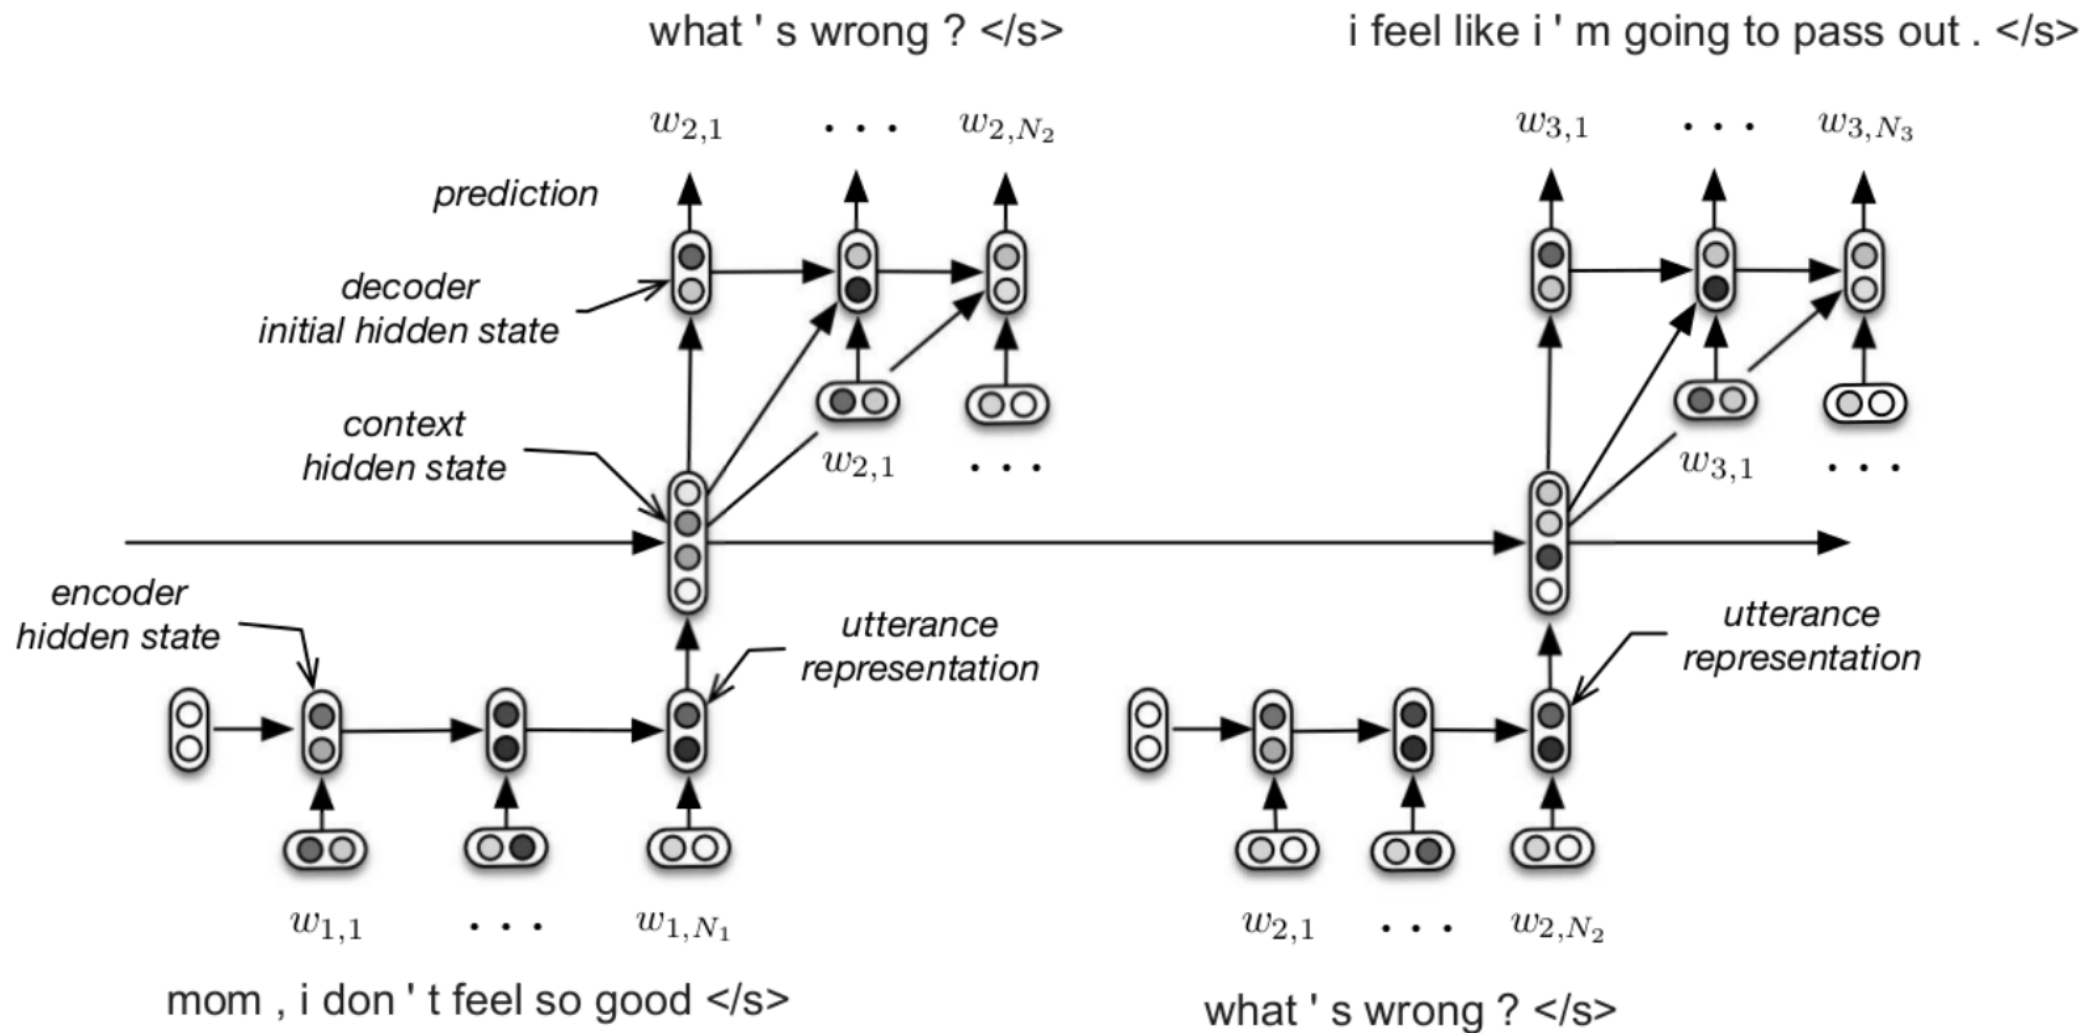 what ' s wrong ? </s>
i feel like i ' m going to pass out . </s>
w2,1 · · · w2,N2
w3,1 · · · w3,N3
prediction
decoder
initial hidden state
context
hidden state
w2,1 · · ·
w3,1 · · ·
encoder
hidden state
utterance
representation
utterance
representation
w1,1 · · · w1,N1
w2,1 · · · w2,N2
mom , i don ' t feel so good </s>
what ' s wrong ? </s>